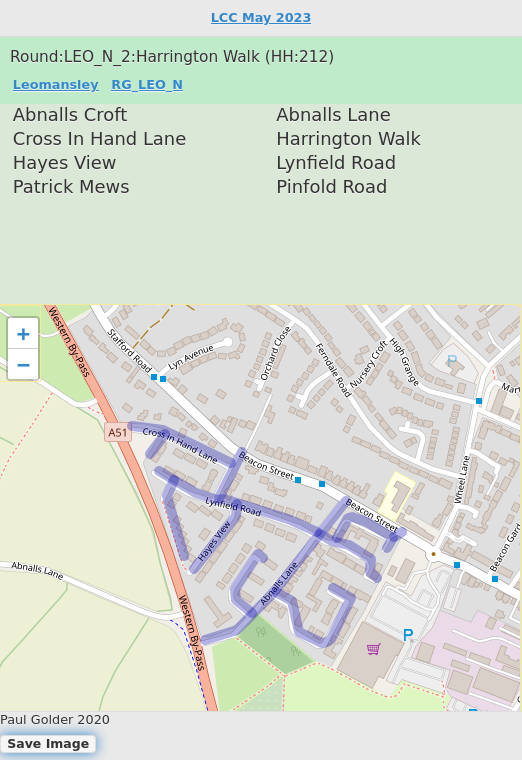 LCC May 2023
Round:LEO_N_2:Harrington Walk (HH:212)
Leomansley RG_LEO_N
Abnalls Croft Abnalls Lane
Cross In Hand Lane Harrington Walk
Hayes View Lynfield Road
Patrick Mews Pinfold Road
+
−
Western By-Pass
Stafford Road
Lyn Avenue
Orchard Close
Ferndale Road
Nursery Croft
High Grange
A51
Cross In Hand Lane
Beacon Street
Wheel Lane
Lynfield Road
Beacon Street
Hayes View
Abnalls Lane
Abnalls Lane
Western By-Pass
P
Paul Golder 2020
Save Image